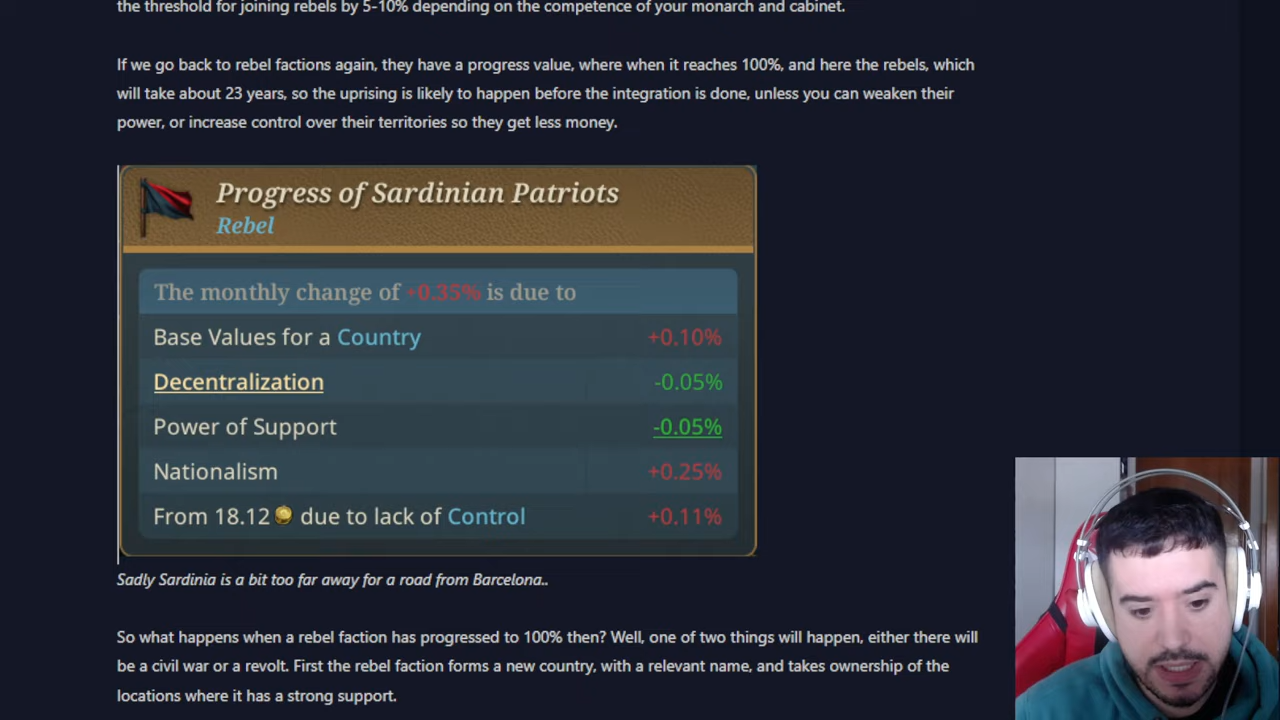 the threshold for joining rebels by 5-10% depending on the competence of your monarch and cabinet.
If we go back to rebel factions again, they have a progress value, where when it reaches 100%, and here the rebels, which
will take about 23 years, so the uprising is likely to happen before the integration is done, unless you can weaken their
power, or increase control over their territories so they get less money.
Progress of Sardinian Patriots
Rebel
The monthly change of +0.35% is due to
Base Values for a Country +0.10%
Decentralization -0.05%
Power of Support -0.05%
Nationalism +0.25%
From 18.12 due to lack of Control +0.11%
Sadly Sardinia is a bit too far away for a road from Barcelona..
So what happens when a rebel faction has progressed to 100% then? Well, one of two things will happen, either there will
be a civil war or a revolt. First the rebel faction forms a new country, with a relevant name, and takes ownership of the
locations where it has a strong support.